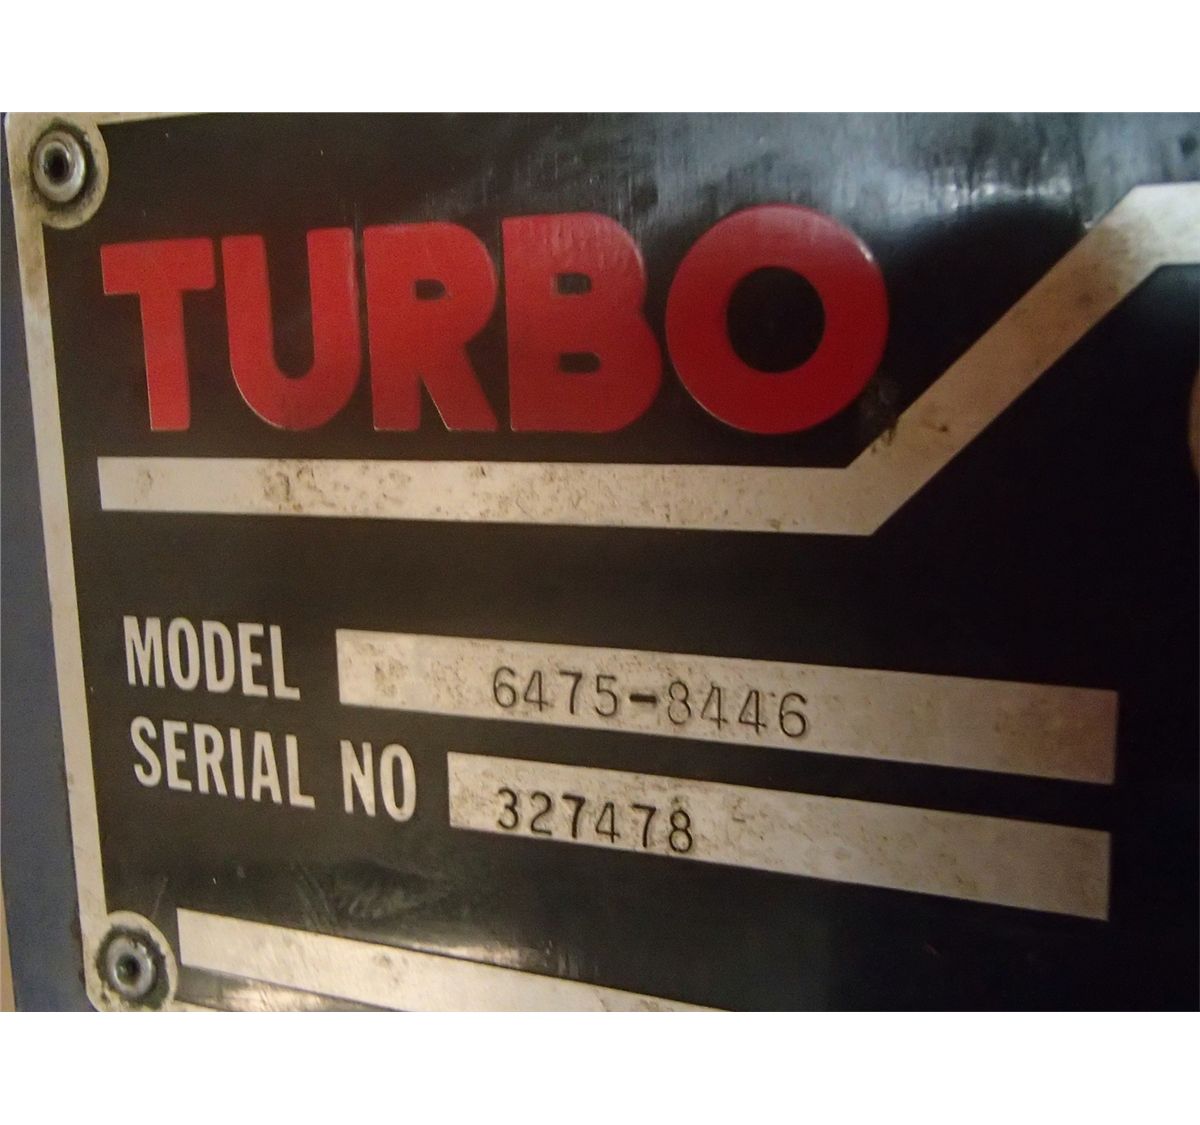 TURBO
MODEL 6475-8446
SERIAL NO 327478